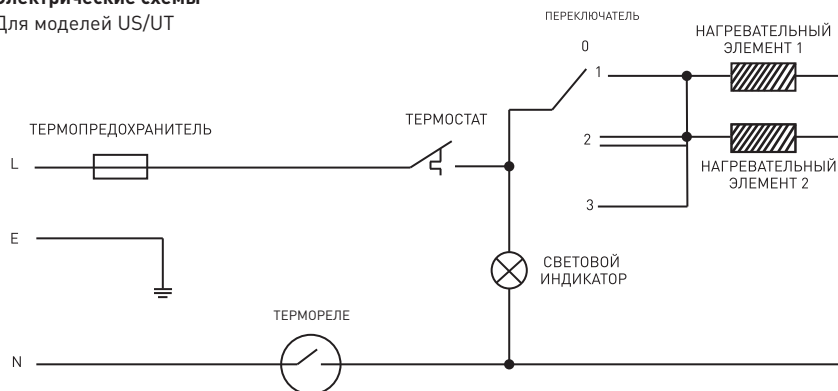 Электрические схемы
Для моделей US/UT
ПЕРЕКЛЮЧАТЕЛЬ
0
1
2
3
НАГРЕВАТЕЛЬНЫЙ
ЭЛЕМЕНТ 1
НАГРЕВАТЕЛЬНЫЙ
ЭЛЕМЕНТ 2
ТЕРМОПРЕДОХРАНИТЕЛЬ
ТЕРМОСТАТ
L
E
СВЕТОВОЙ
ИНДИКАТОР
ТЕРМОРЕЛЕ
N